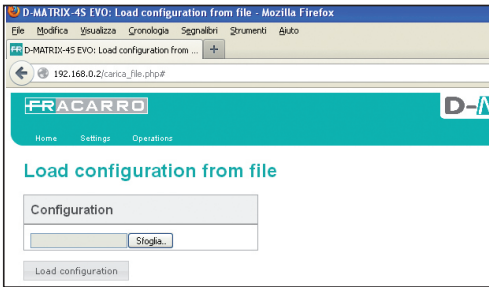 D-MATRIX-4S EVO: Load configuration from file - Mozilla Firefox
File Modifica Visualizza Cronologia Segnalibri Strumenti Aiuto
FR D-MATRIX-4S EVO: Load configuration from ... +
192.168.0.2/carica_file.php#
FRACARRO D-M
Home Settings Operations
Load configuration from file
Configuration
Sfoglia..
Load configuration